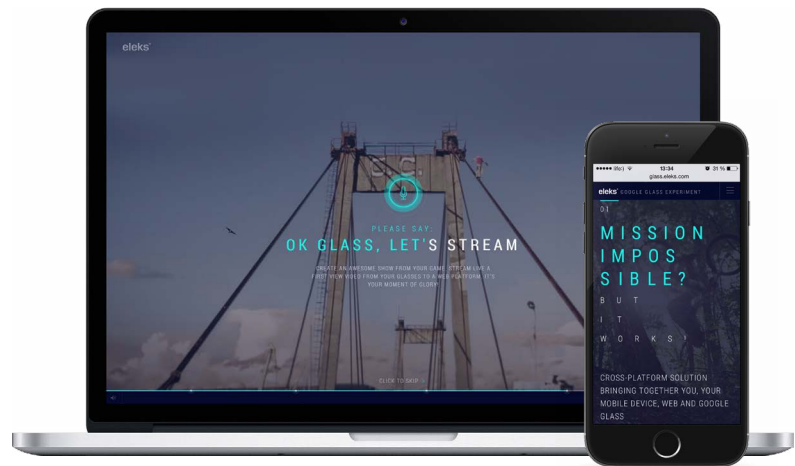 eleks
PLEASE SAY:
OK GLASS, LET'S STREAM
CREATE AN AWESOME SHOW FROM YOUR GAME. STREAM LIVE A
FIRST VIEW VIDEO FROM YOUR GLASSES TO A WEB PLATFORM. IT'S
YOUR MOMENT OF GLORY!
CLICK TO SKIP
13:34
31 %
glass.eleks.com
eleks GOOGLE GLASS EXPERIMENT
01
MISSION
IMPOS
SIBLE?
BUT
IT
WORKS!
CROSS-PLATFORM SOLUTION
BRINGING TOGETHER YOU, YOUR
MOBILE DEVICE, WEB AND GOOGLE
GLASS